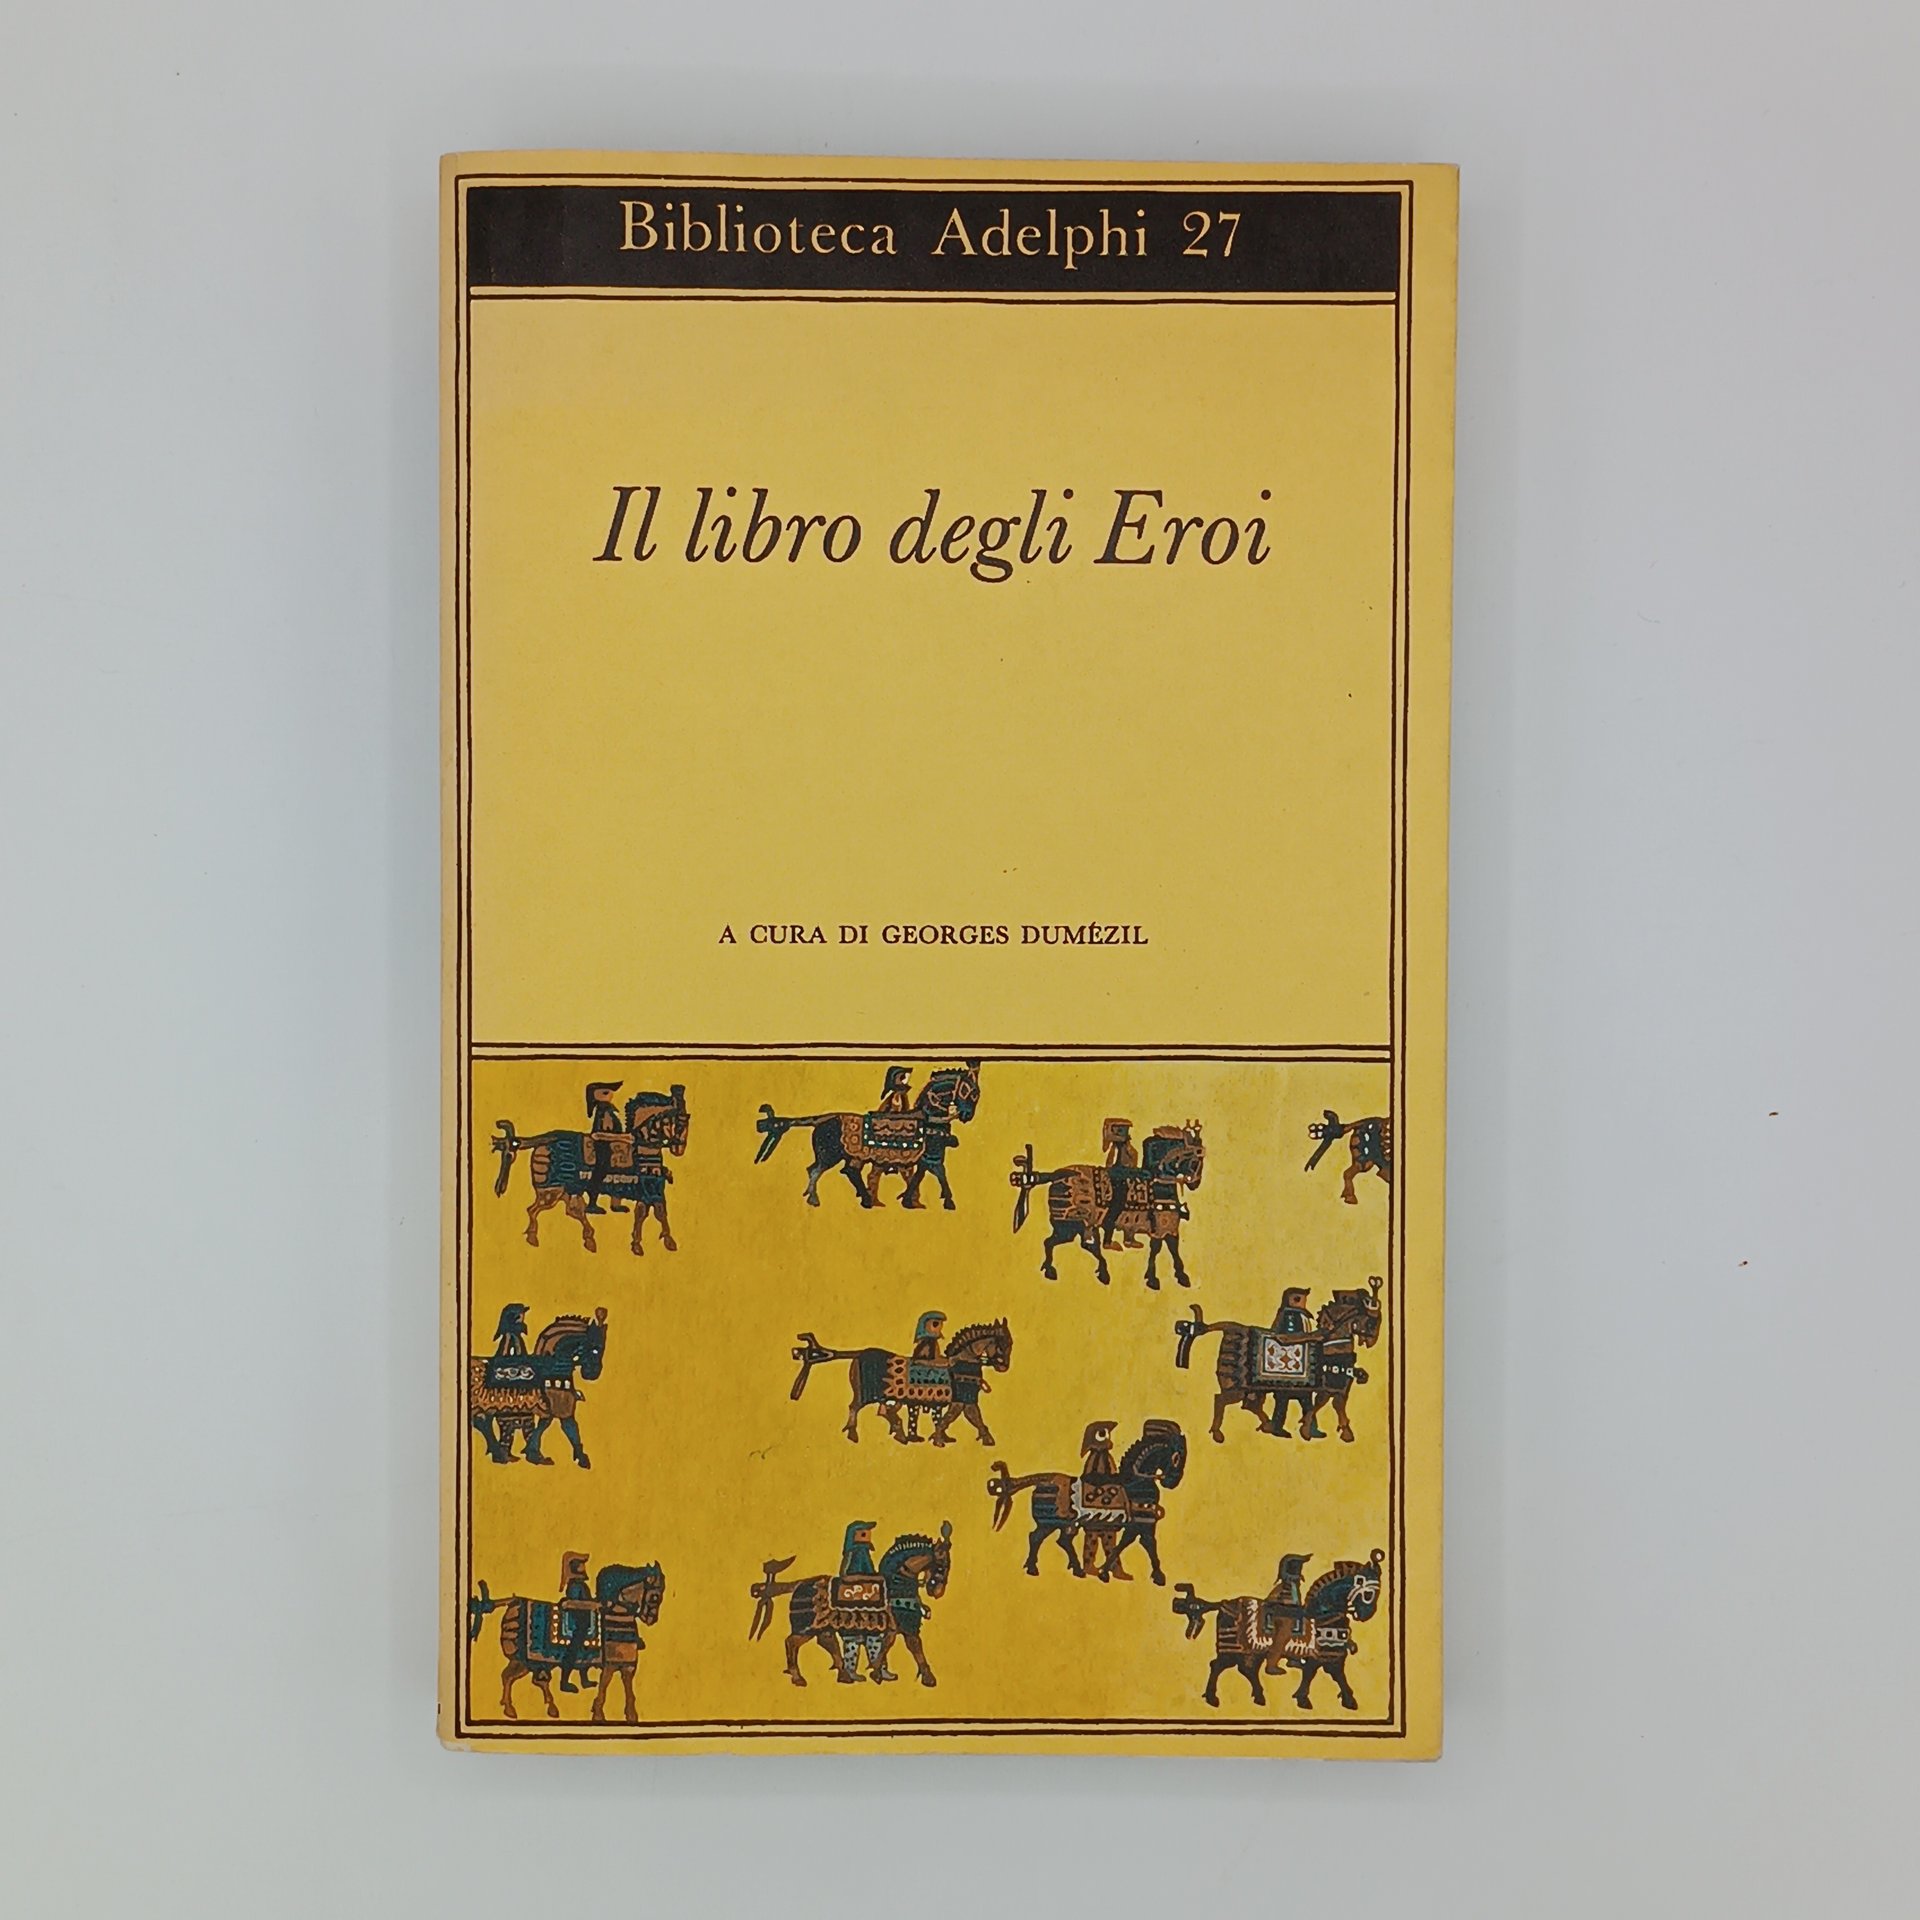 Biblioteca Adelphi 27
Il libro degli Eroi
A CURA DI GEORGES DUMÉZIL